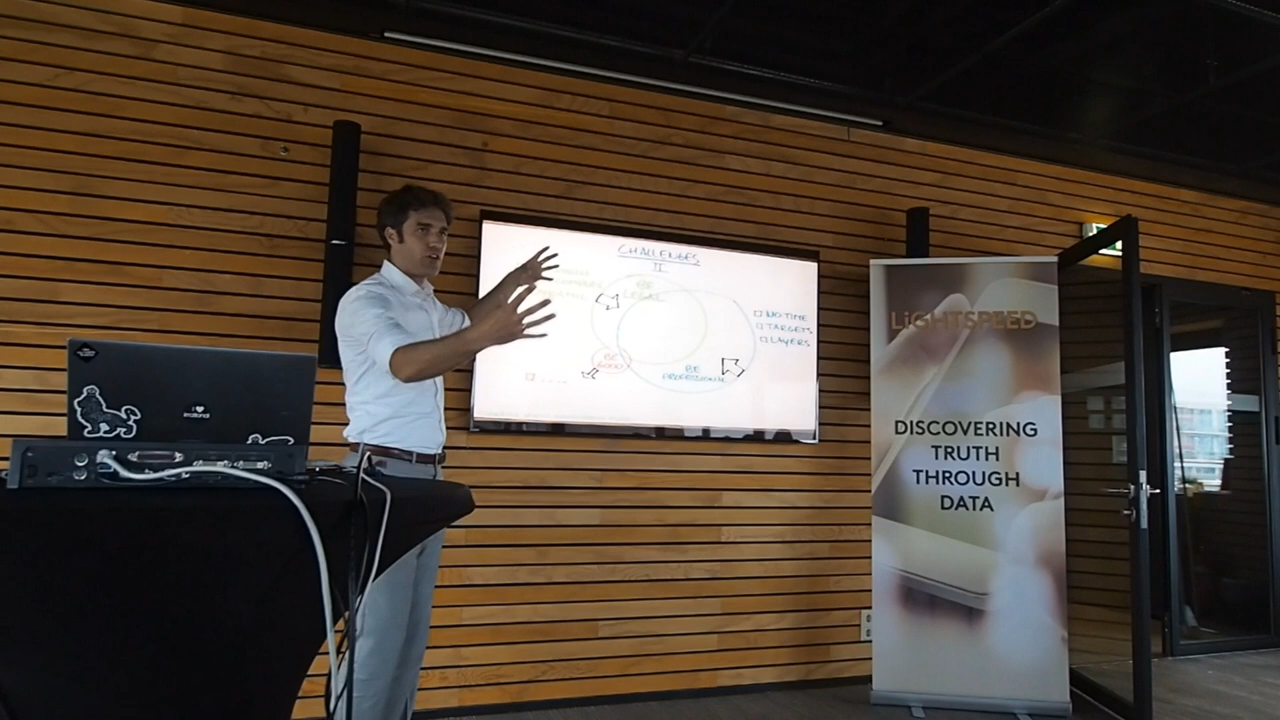 CHALLENGES
II
BE
LEGAL
NO TIME
TARGETS
LAYERS
BE
GOOD
BE
PROFESSIONAL
LiGHTSPEED
DISCOVERING
TRUTH
THROUGH
DATA